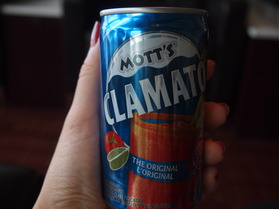 MOTT'S
CLAMATO
THE ORIGINAL
L'ORIGINAL